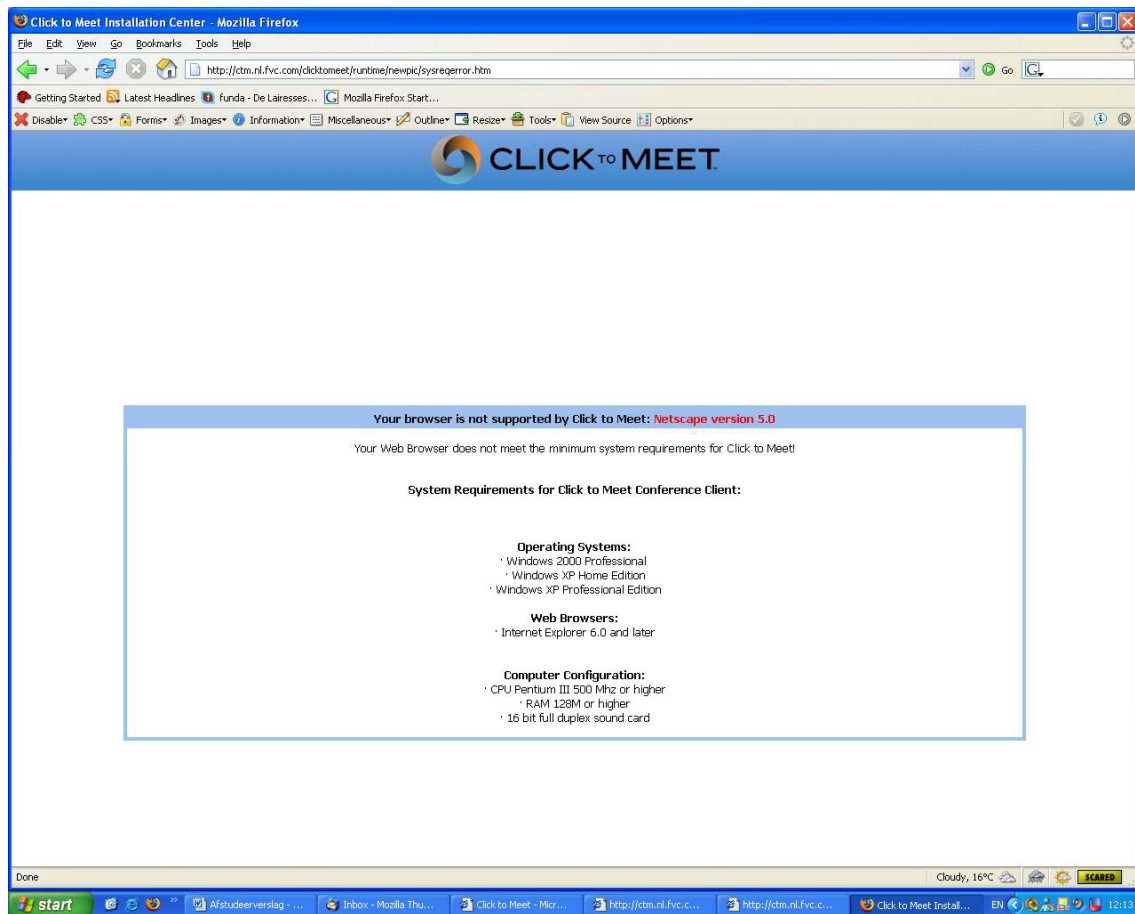 Click to Meet Installation Center - Mozilla Firefox
File Edit View Go Bookmarks Tools Help
http://ctm.nl.fvc.com/clicktomeet/runtime/newpic/sysreqerror.htm Go G
Getting Started Latest Headlines funda - De Lairesses... Mozilla Firefox Start...
Disable CSS Forms Images Information Miscellaneous Outline Resize Tools View Source Options
CLICK TO MEET
Your browser is not supported by Click to Meet: Netscape version 5.0
Your Web Browser does not meet the minimum system requirements for Click to Meet!
System Requirements for Click to Meet Conference Client:
Operating Systems:
· Windows 2000 Professional
· Windows XP Home Edition
· Windows XP Professional Edition
Web Browsers:
· Internet Explorer 6.0 and later
Computer Configuration:
· CPU Pentium III 500 Mhz or higher
· RAM 128M or higher
· 16 bit full duplex sound card
Done Cloudy, 16°C SCARED
start Afstudeerverslag - ... Inbox - Mozilla Thu... Click to Meet - Micr... http://ctm.nl.fvc.c... http://ctm.nl.fvc.c... Click to Meet Install... EN 12:13